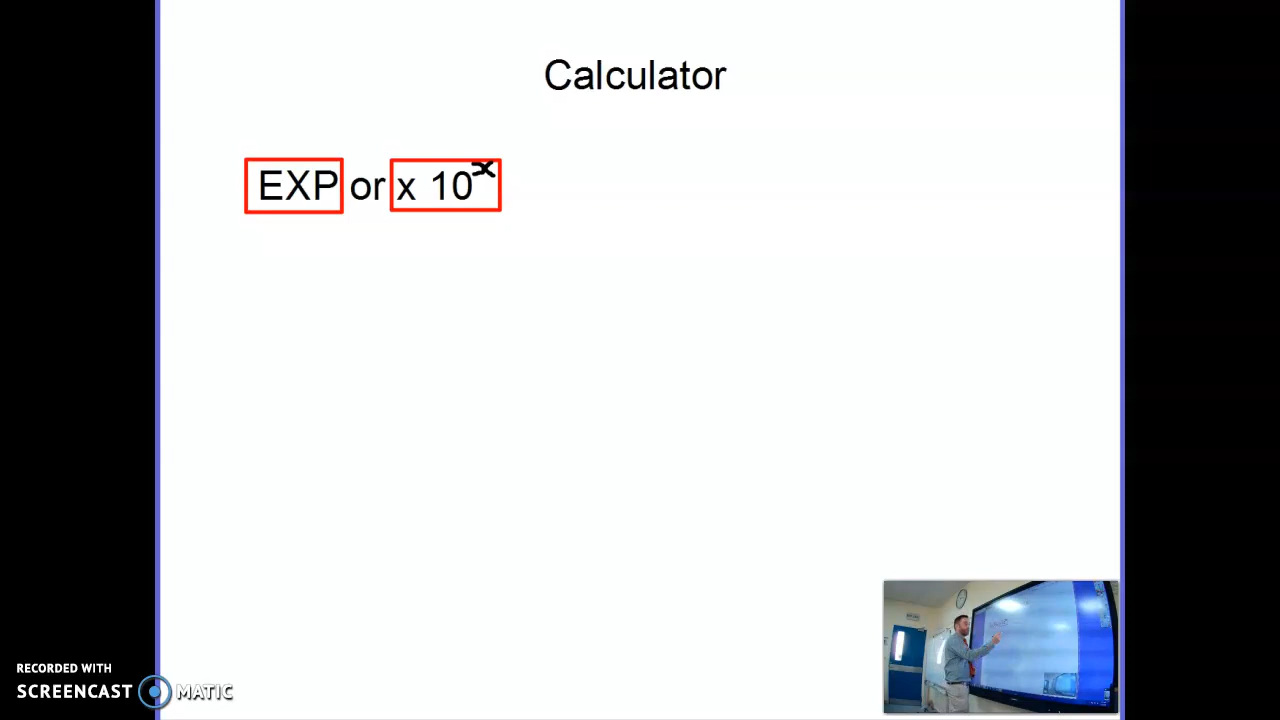 Calculator
EXP or x 10ˣ
RECORDED WITH
SCREENCAST MATIC